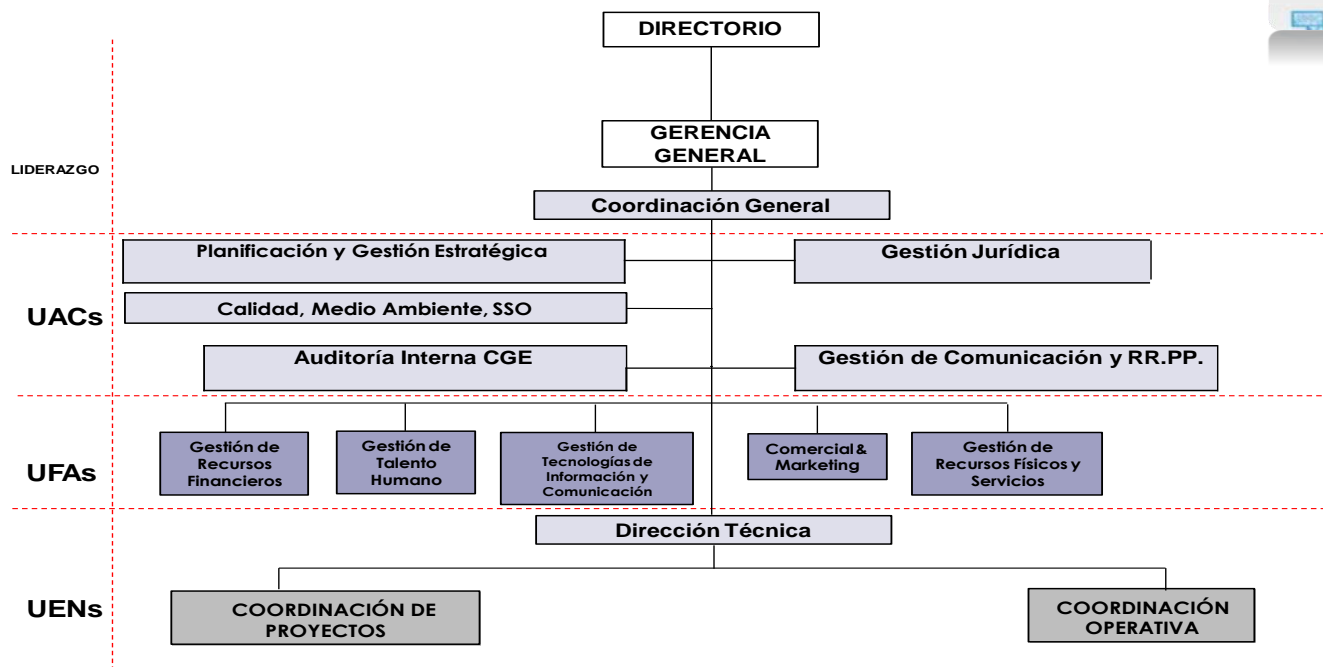 DIRECTORIO
GERENCIA
GENERAL
LIDERAZGO
Coordinación General
Planificación y Gestión Estratégica
Gestión Jurídica
UACs
Calidad, Medio Ambiente, SSO
Auditoría Interna CGE
Gestión de Comunicación y RR.PP.
UFAs
Gestión de
Recursos
Financieros
Gestión de
Talento
Humano
Gestión de
Tecnologías de
Información y
Comunicación
Comercial &
Marketing
Gestión de
Recursos Físicos y
Servicios
Dirección Técnica
UENs
COORDINACIÓN DE
PROYECTOS
COORDINACIÓN
OPERATIVA